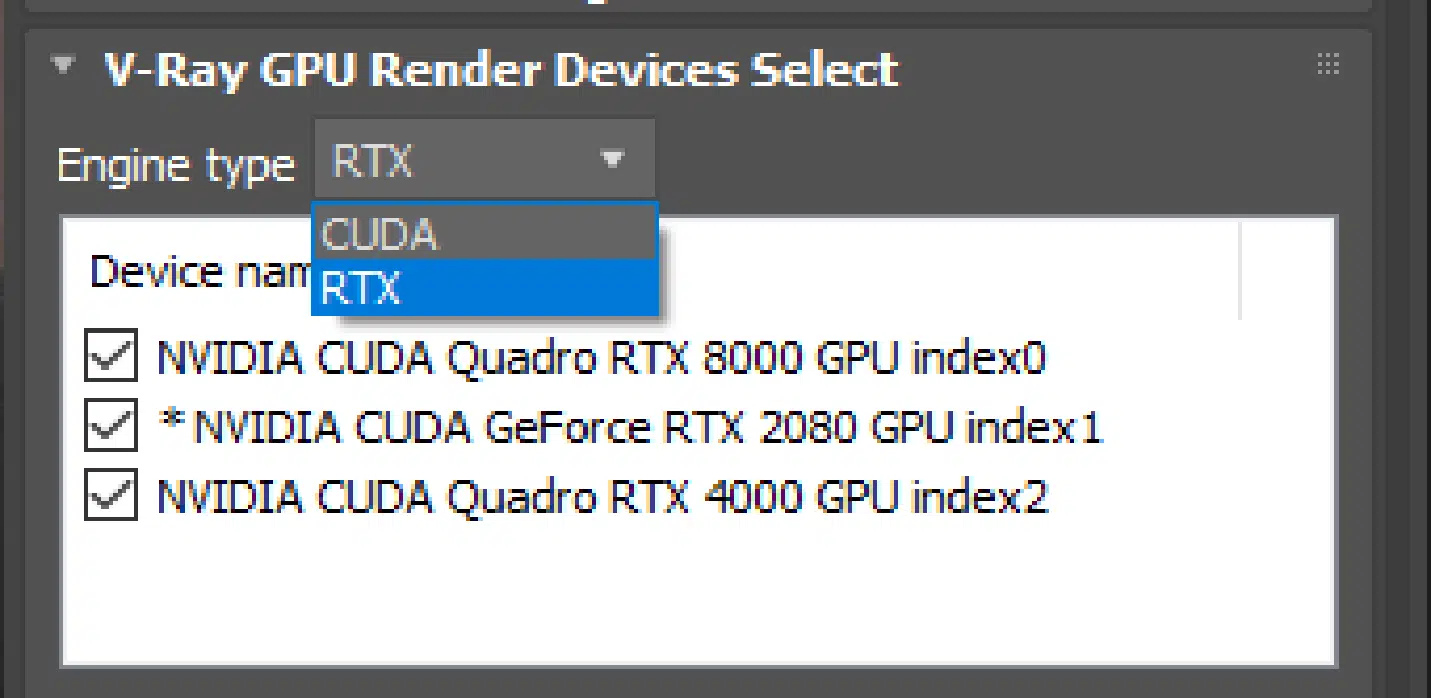 V-Ray GPU Render Devices Select
Engine type RTX
CUDA
RTX
Device nam
NVIDIA CUDA Quadro RTX 8000 GPU index0
* NVIDIA CUDA GeForce RTX 2080 GPU index1
NVIDIA CUDA Quadro RTX 4000 GPU index2